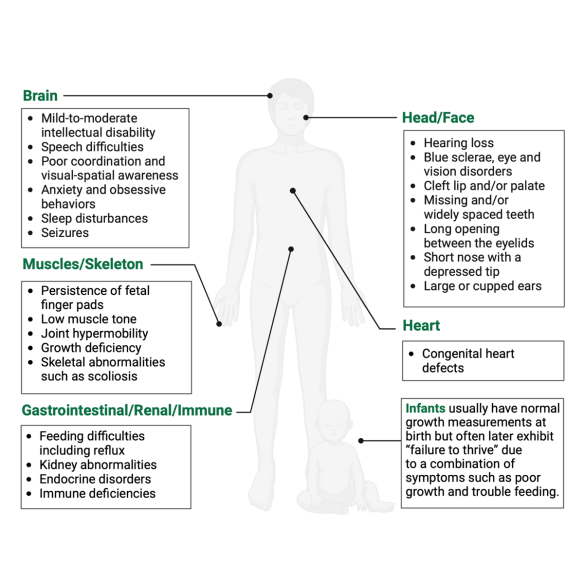 Brain
• Mild-to-moderate
intellectual disability
• Speech difficulties
• Poor coordination and
visual-spatial awareness
• Anxiety and obsessive
behaviors
• Sleep disturbances
• Seizures
Muscles/Skeleton
• Persistence of fetal
finger pads
• Low muscle tone
• Joint hypermobility
• Growth deficiency
• Skeletal abnormalities
such as scoliosis
Gastrointestinal/Renal/Immune
• Feeding difficulties
including reflux
• Kidney abnormalities
• Endocrine disorders
• Immune deficiencies
Head/Face
• Hearing loss
• Blue sclerae, eye and
vision disorders
• Cleft lip and/or palate
• Missing and/or
widely spaced teeth
• Long opening
between the eyelids
• Short nose with a
depressed tip
• Large or cupped ears
Heart
• Congenital heart
defects
Infants usually have normal
growth measurements at
birth but often later exhibit
“failure to thrive” due
to a combination of
symptoms such as poor
growth and trouble feeding.